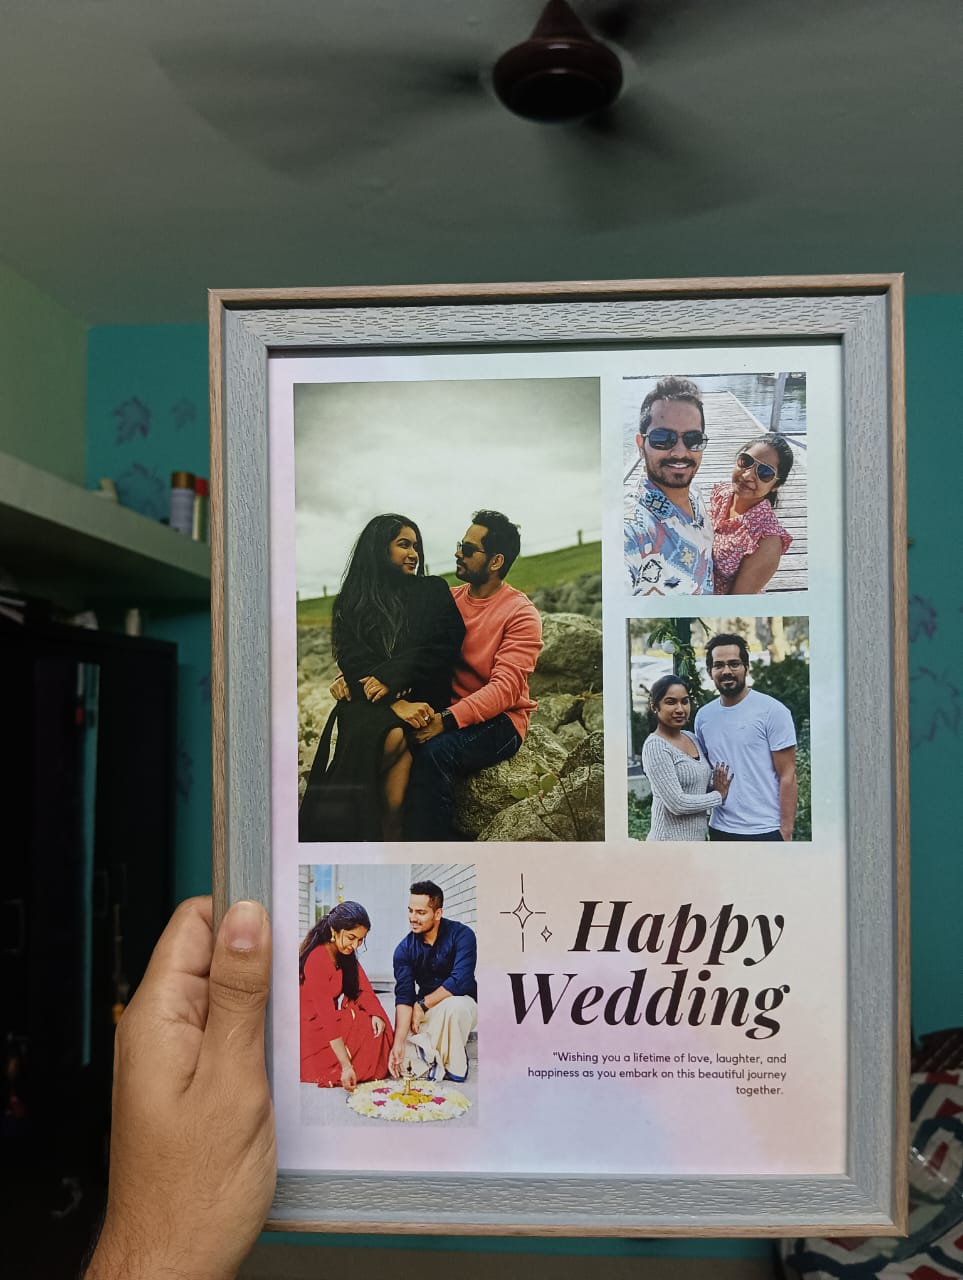 Happy
Wedding
"Wishing you a lifetime of love, laughter, and
happiness as you embark on this beautiful journey
together.